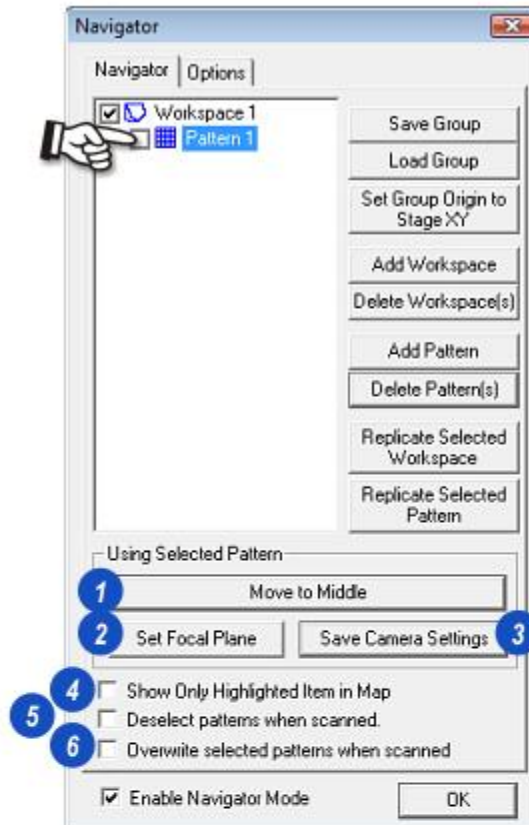 Navigator
Navigator Options
Workspace 1
Pattern 1
Save Group
Load Group
Set Group Origin to
Stage XY
Add Workspace
Delete Workspace(s)
Add Pattern
Delete Pattern(s)
Replicate Selected
Workspace
Replicate Selected
Pattern
Using Selected Pattern
1 Move to Middle
2 Set Focal Plane Save Camera Settings 3
4 Show Only Highlighted Item in Map
5 Deselect patterns when scanned.
6 Overwrite selected patterns when scanned
Enable Navigator Mode OK